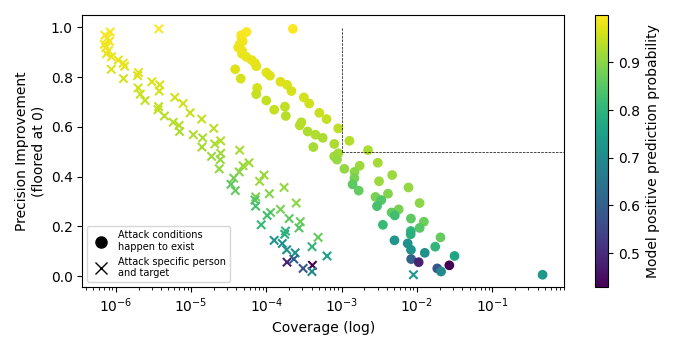 1.0
0.8
0.6
0.4
0.2
0.0
Precision Improvement
(floored at 0)
Attack conditions
happen to exist
Attack specific person
and target
10⁻⁶
10⁻⁵
10⁻⁴
10⁻³
10⁻²
10⁻¹
Coverage (log)
0.9
0.8
0.7
0.6
0.5
Model positive prediction probability